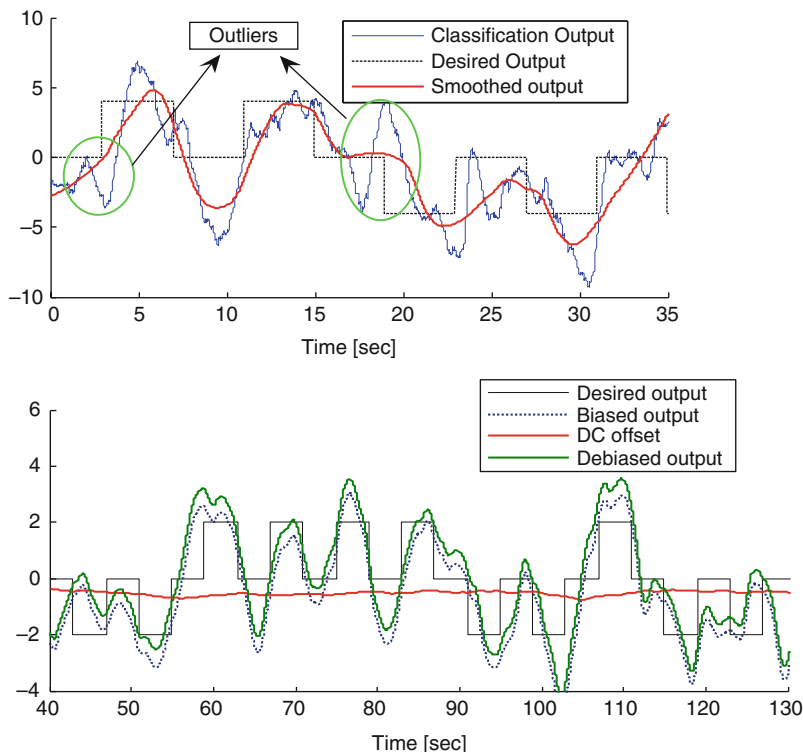 10
Outliers
Classification Output
Desired Output
Smoothed output
5
0
−5
−10
0 5 10 15 20 25 30 35
Time [sec]
6
Desired output
Biased output
DC offset
Debiased output
4
2
0
−2
−4
40 50 60 70 80 90 100 110 120 130
Time [sec]